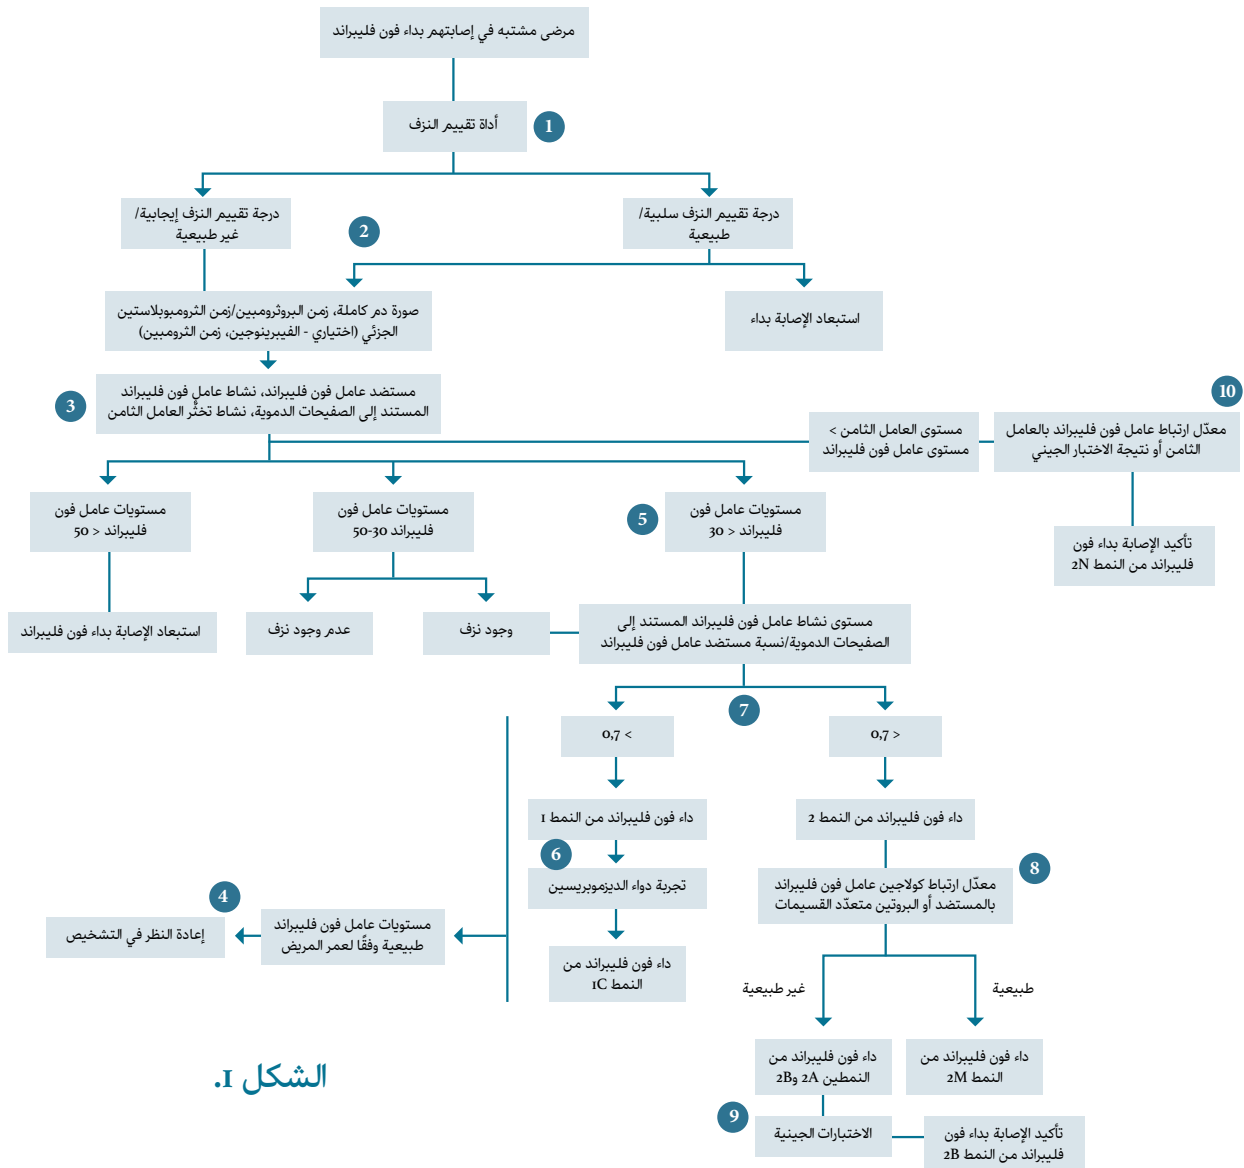 مرضى مشتبه في إصابتهم بداء فون فليبراند
أداة تقييم النزف
1
درجة تقييم النزف سلبية/
طبيعية
2
درجة تقييم النزف إيجابية/
غير طبيعية
استبعاد الإصابة بداء
صورة دم كاملة، زمن البروثرومبين/زمن الثرومبوبلاستين
الجزئي (اختياري - الفيبرينوجين، زمن الثرومبين)
10
مستضد عامل فون فليبراند، نشاط عامل فون فليبراند
المستند إلى الصفيحات الدموية، نشاط تخثّر العامل الثامن
3
معدّل ارتباط عامل فون فليبراند بالعامل
الثامن أو نتيجة الاختبار الجيني
مستوى العامل الثامن >
مستوى عامل فون فليبراند
تأكيد الإصابة بداء فون
فليبراند من النمط 2N
مستويات عامل فون
فليبراند < 30
5
مستويات عامل فون
فليبراند 30-50
مستويات عامل فون
فليبراند < 50
مستوى نشاط عامل فون فليبراند المستند إلى
الصفيحات الدموية/نسبة مستضد عامل فون فليبراند
وجود نزف
عدم وجود نزف
استبعاد الإصابة بداء فون فليبراند
7
0,7 >
0,7 <
داء فون فليبراند من النمط 2
داء فون فليبراند من النمط 1
6
8
معدّل ارتباط كولاجين عامل فون فليبراند
بالمستضد أو البروتين متعدّد القسيمات
تجربة دواء الديزموبريسين
4
مستويات عامل فون فليبراند
طبيعية وفقًا لعمر المريض
إعادة النظر في التشخيص
داء فون فليبراند من
النمط 1C
طبيعية
غير طبيعية
داء فون فليبراند من
النمط 2M
داء فون فليبراند من
النمطين 2A و2B
الشكل 1.
9
الاختبارات الجينية
تأكيد الإصابة بداء فون
فليبراند من النمط 2B